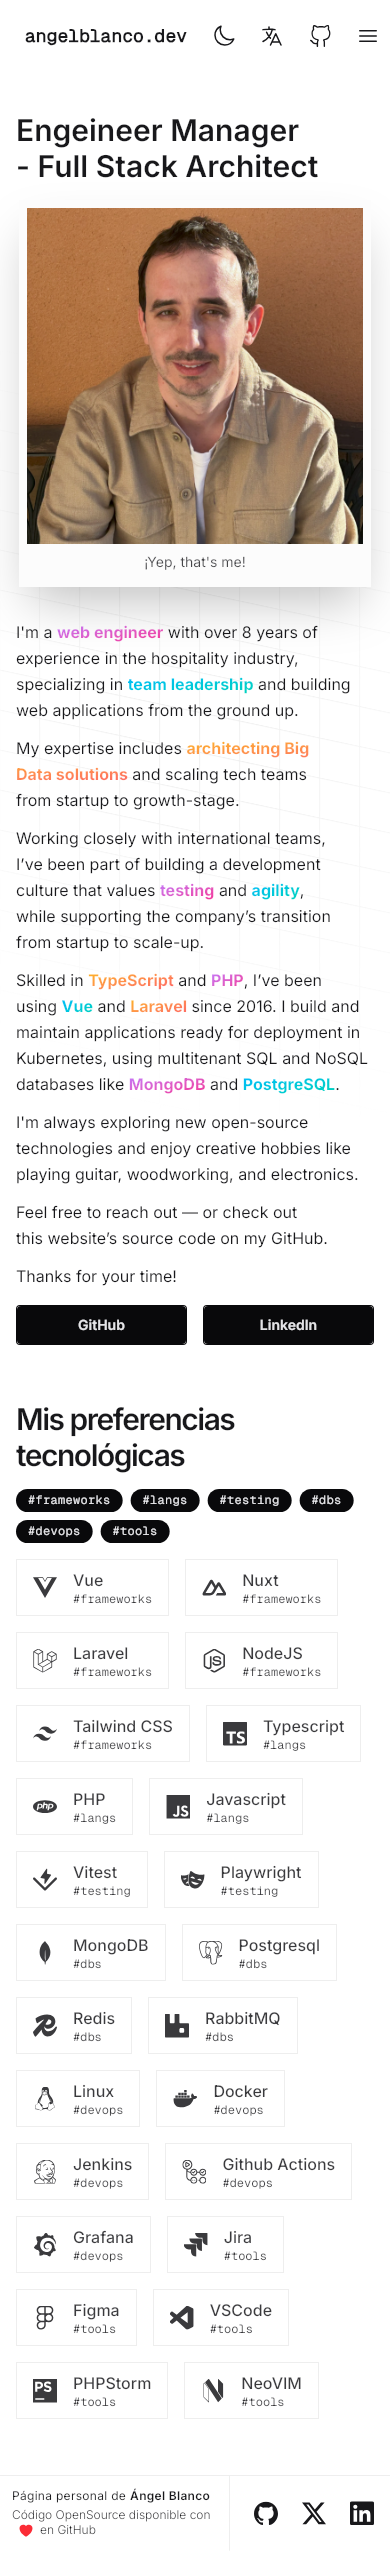 angelblanco.dev
Engeineer Manager
- Full Stack Architect
¡Yep, that's me!
I'm a web engineer with over 8 years of
experience in the hospitality industry,
specializing in team leadership and building
web applications from the ground up.
My expertise includes architecting Big
Data solutions and scaling tech teams
from startup to growth-stage.
Working closely with international teams,
I’ve been part of building a development
culture that values testing and agility,
while supporting the company’s transition
from startup to scale-up.
Skilled in TypeScript and PHP, I’ve been
using Vue and Laravel since 2016. I build and
maintain applications ready for deployment in
Kubernetes, using multitenant SQL and NoSQL
databases like MongoDB and PostgreSQL.
I'm always exploring new open-source
technologies and enjoy creative hobbies like
playing guitar, woodworking, and electronics.
Feel free to reach out — or check out
this website’s source code on my GitHub.
Thanks for your time!
GitHub LinkedIn
Mis preferencias
tecnológicas
#frameworks #langs #testing #dbs
#devops #tools
Vue Nuxt
#frameworks #frameworks
Laravel NodeJS
#frameworks #frameworks
Tailwind CSS TS Typescript
#frameworks #langs
php PHP JS Javascript
#langs #langs
Vitest Playwright
#testing #testing
MongoDB Postgresql
#dbs #dbs
Redis RabbitMQ
#dbs #dbs
Linux Docker
#devops #devops
Jenkins Github Actions
#devops #devops
Grafana Jira
#devops #tools
Figma VSCode
#tools #tools
PS PHPStorm NeoVIM
#tools #tools
Página personal de Ángel Blanco
Código OpenSource disponible con
❤️ en GitHub